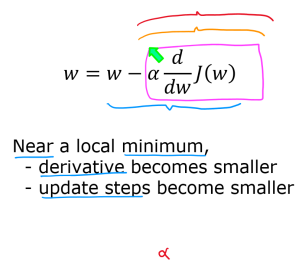 w = w − α d/dw J(w)
Near a local minimum,
- derivative becomes smaller
- update steps become smaller
α